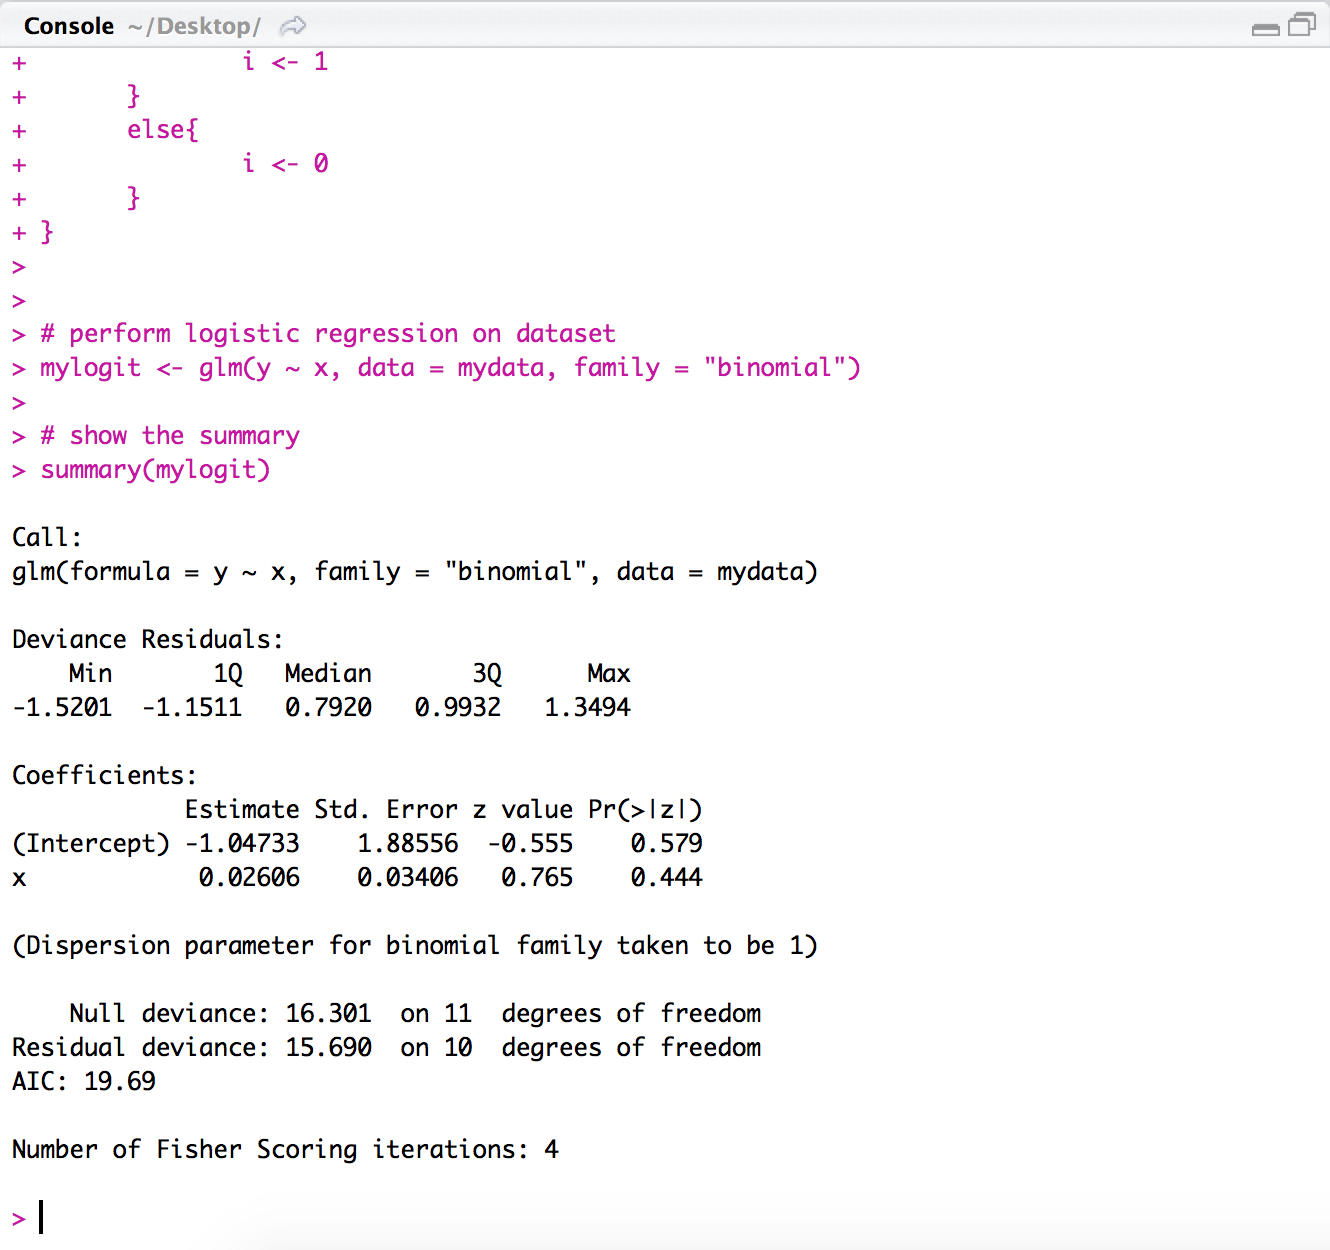 Console ~/Desktop/
+                i <- 1
+        }
+        else{
+                i <- 0
+        }
+ }
>
>
> # perform logistic regression on dataset
> mylogit <- glm(y ~ x, data = mydata, family = "binomial")
>
> # show the summary
> summary(mylogit)

Call:
glm(formula = y ~ x, family = "binomial", data = mydata)

Deviance Residuals:
    Min       1Q   Median       3Q      Max
-1.5201  -1.1511   0.7920   0.9932   1.3494

Coefficients:
            Estimate Std. Error z value Pr(>|z|)
(Intercept) -1.04733    1.88556  -0.555    0.579
x            0.02606    0.03406   0.765    0.444

(Dispersion parameter for binomial family taken to be 1)

    Null deviance: 16.301  on 11  degrees of freedom
Residual deviance: 15.690  on 10  degrees of freedom
AIC: 19.69

Number of Fisher Scoring iterations: 4

>